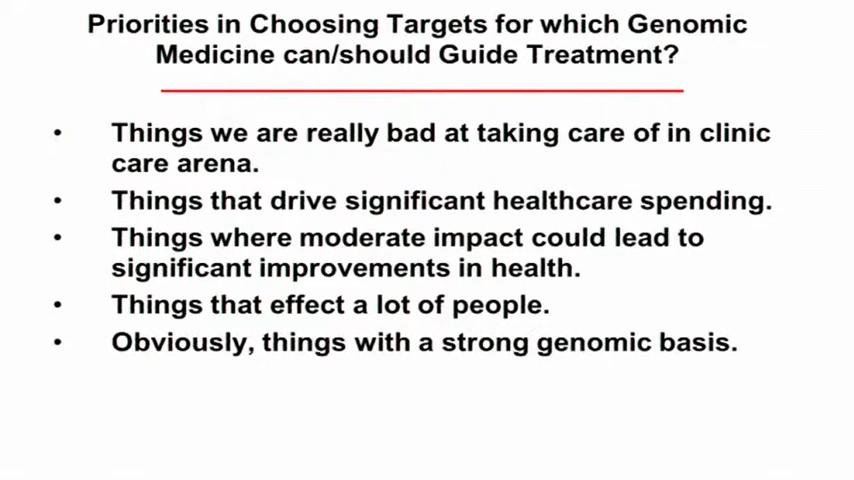 Priorities in Choosing Targets for which Genomic
Medicine can/should Guide Treatment?
• Things we are really bad at taking care of in clinic
care arena.
• Things that drive significant healthcare spending.
• Things where moderate impact could lead to
significant improvements in health.
• Things that effect a lot of people.
• Obviously, things with a strong genomic basis.